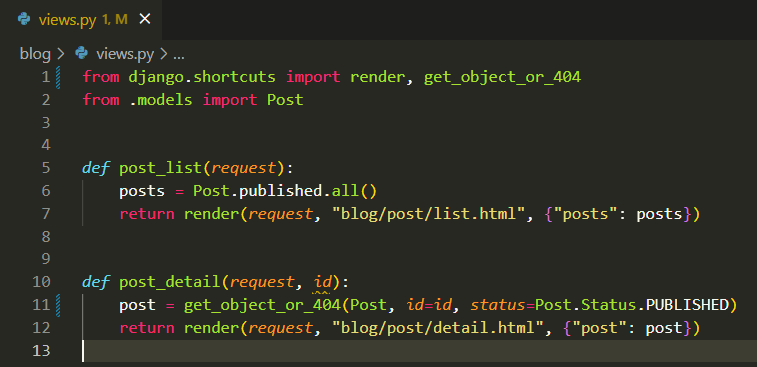 views.py 1, M
blog > views.py > ...
1 from django.shortcuts import render, get_object_or_404
2 from .models import Post
3
4
5 def post_list(request):
6     posts = Post.published.all()
7     return render(request, "blog/post/list.html", {"posts": posts})
8
9
10 def post_detail(request, id):
11     post = get_object_or_404(Post, id=id, status=Post.Status.PUBLISHED)
12     return render(request, "blog/post/detail.html", {"post": post})
13